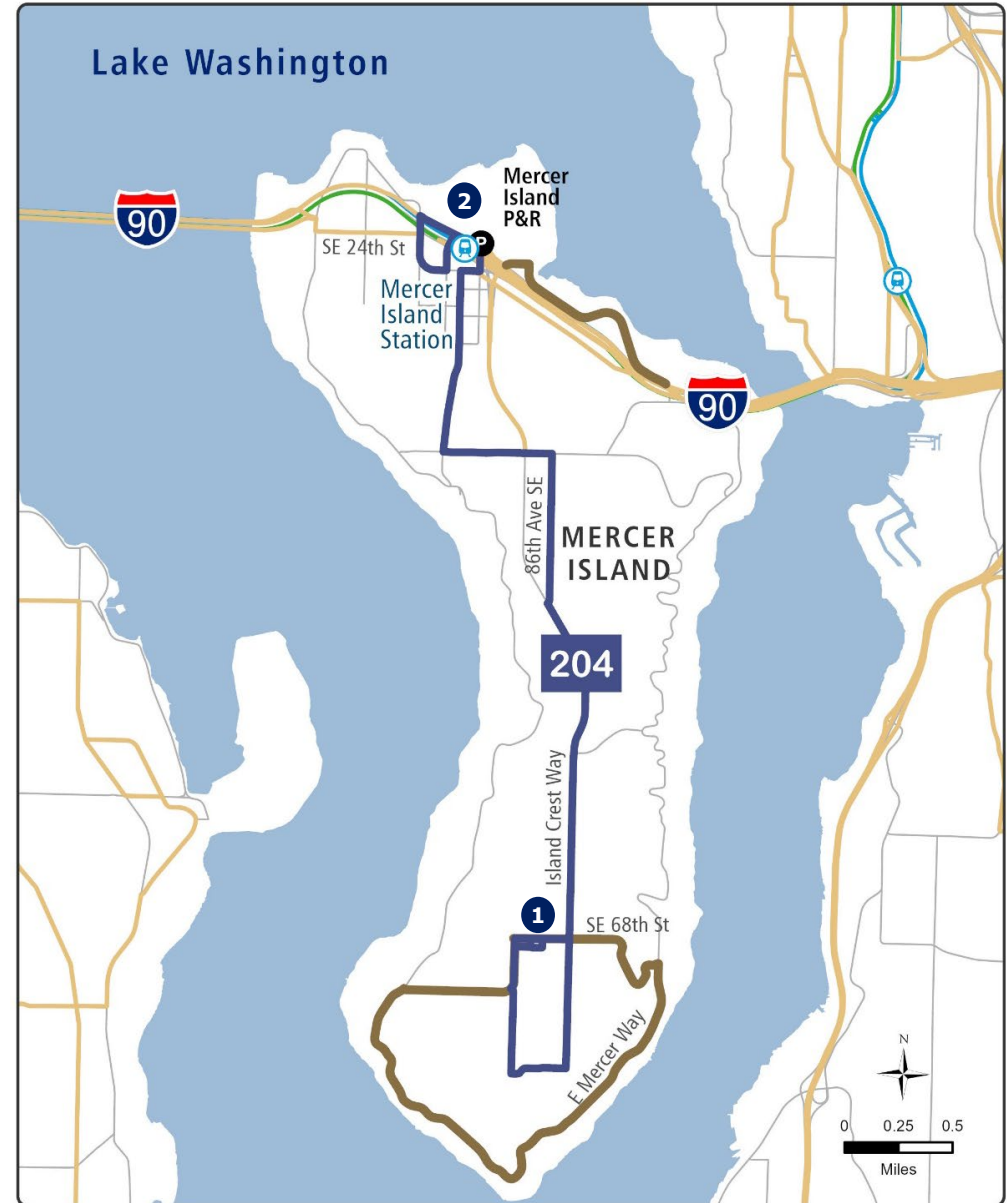 Lake Washington
2
Mercer
Island
P&R
90
SE 24th St
P
Mercer
Island
Station
90
86th Ave SE
MERCER
ISLAND
204
Island Crest Way
1
SE 68th St
E Mercer Way
N
0 0.25 0.5
Miles